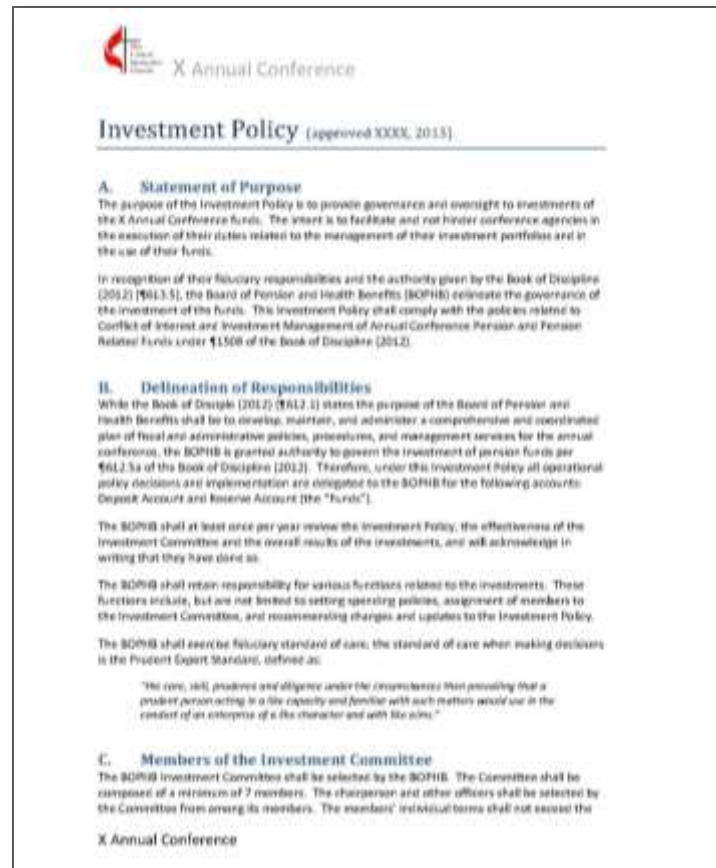 X Annual Conference
Investment Policy (approved XXXX, 2013)
A. Statement of Purpose
The purpose of the Investment Policy is to provide governance and oversight to investments of
the X Annual Conference funds. The intent is to facilitate and not hinder conference agencies in
the execution of their duties related to the management of their investment portfolios and in
the use of their funds.
In recognition of their fiduciary responsibilities and the authority given by the Book of Discipline
(2012) [¶613.5], the Board of Pension and Health Benefits (BOPHB) delineate the governance of
the investment of the funds. This Investment Policy shall comply with the policies related to
Conflict of Interest and Investment Management of Annual Conference Pension and Pension
Related Funds under ¶1508 of the Book of Discipline (2012).
B. Delineation of Responsibilities
While the Book of Disciple (2012) (¶612.1) states the purpose of the Board of Pension and
Health Benefits shall be to develop, maintain, and administer a comprehensive and coordinated
plan of fiscal and administrative policies, procedures, and management services for the annual
conference, the BOPHB is granted authority to govern the investment of pension funds per
¶612.5a of the Book of Discipline (2012). Therefore, under this Investment Policy all operational
policy decisions and implementation are delegated to the BOPHB for the following accounts:
Deposit Account and Reserve Account (the "funds").
The BOPHB shall at least once per year review the Investment Policy, the effectiveness of the
Investment Committee and the overall results of the investments, and will acknowledge in
writing that they have done so.
The BOPHB shall retain responsibility for various functions related to the investments. These
functions include, but are not limited to setting spending policies, assignment of members to
the Investment Committee, and recommending changes and updates to the Investment Policy.
The BOPHB shall exercise fiduciary standard of care; the standard of care when making decisions
is the Prudent Expert Standard, defined as:
"the care, skill, prudence and diligence under the circumstances then prevailing that a
prudent person acting in a like capacity and familiar with such matters would use in the
conduct of an enterprise of a like character and with like aims."
C. Members of the Investment Committee
The BOPHB Investment Committee shall be selected by the BOPHB. The Committee shall be
composed of a minimum of 7 members. The chairperson and other officers shall be selected by
the Committee from among its members. The members' individual terms shall not exceed the
X Annual Conference